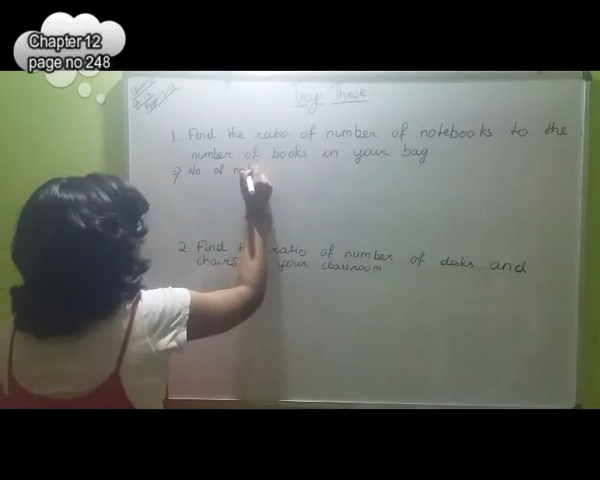 Chapter 12
page no 248
Try These
1 Find the ratio of number of notebooks to the
number of books in your bag
⇒ No of no
2 Find ratio of number of desks and
chairs your classroom